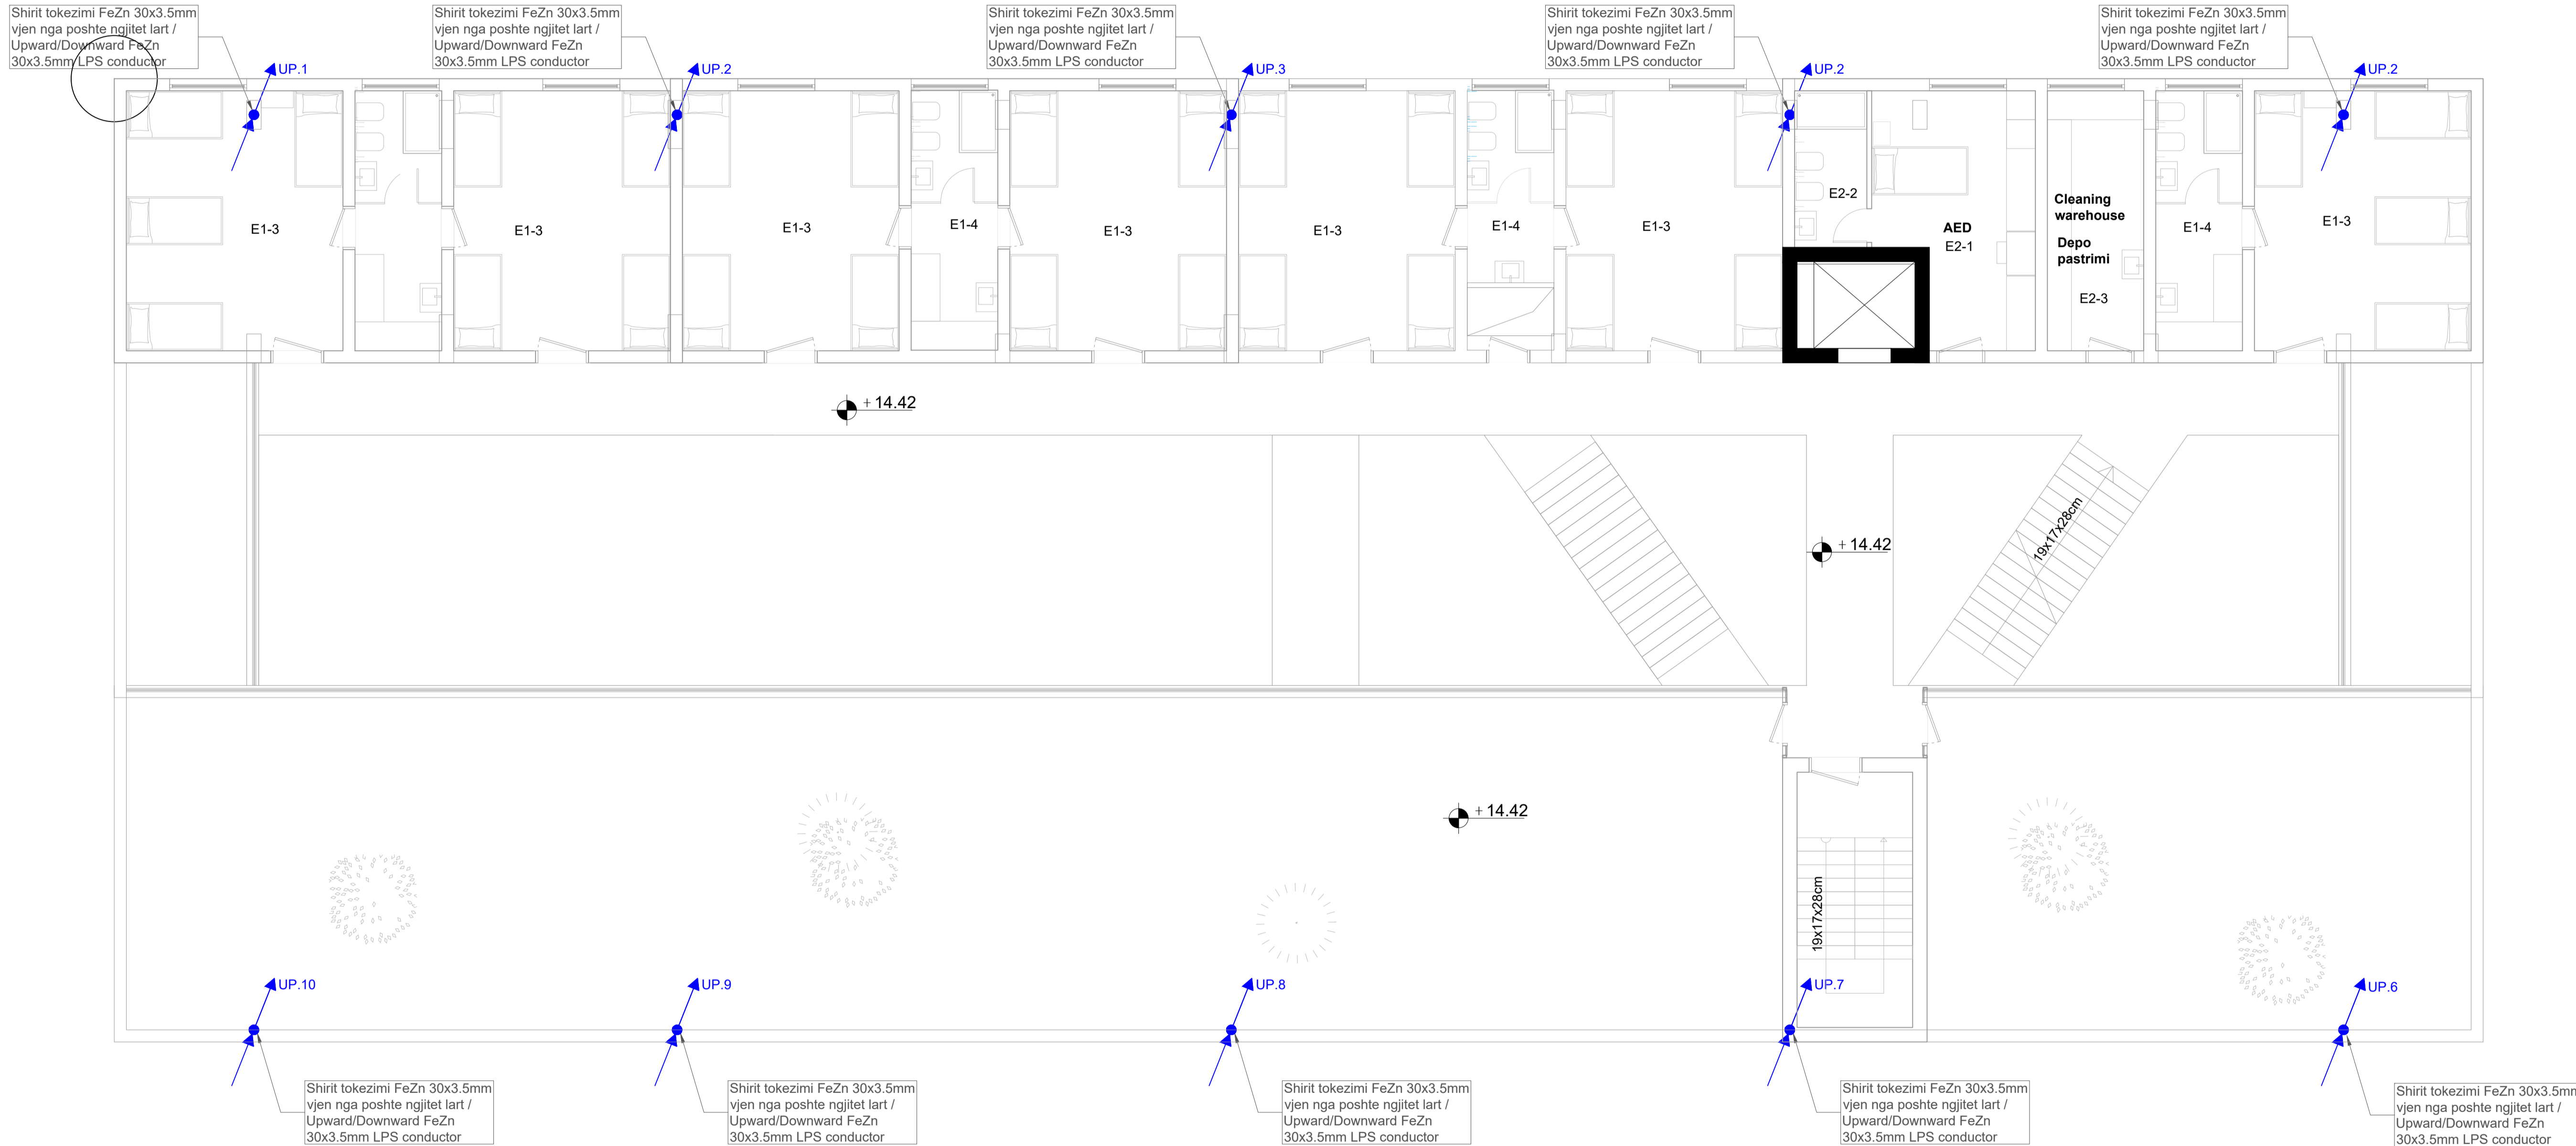 Shirit tokezimi FeZn 30x3.5mm
vjen nga poshte ngjitet lart /
Upward/Downward FeZn
30x3.5mm LPS conductor
Shirit tokezimi FeZn 30x3.5mm
vjen nga poshte ngjitet lart /
Upward/Downward FeZn
30x3.5mm LPS conductor
Shirit tokezimi FeZn 30x3.5mm
vjen nga poshte ngjitet lart /
Upward/Downward FeZn
30x3.5mm LPS conductor
Shirit tokezimi FeZn 30x3.5mm
vjen nga poshte ngjitet lart /
Upward/Downward FeZn
30x3.5mm LPS conductor
Shirit tokezimi FeZn 30x3.5mm
vjen nga poshte ngjitet lart /
Upward/Downward FeZn
30x3.5mm LPS conductor
UP.1
UP.2
UP.3
UP.2
UP.2
E1-3
E1-3
E1-3
E1-4
E1-3
E1-3
E1-4
E1-3
E2-2
AED
E2-1
Cleaning
warehouse
Depo
pastrimi
E2-3
E1-4
E1-3
+14.42
+14.42
19x17x28cm
+14.42
19x17x28cm
UP.10
UP.9
UP.8
UP.7
UP.6
Shirit tokezimi FeZn 30x3.5mm
vjen nga poshte ngjitet lart /
Upward/Downward FeZn
30x3.5mm LPS conductor
Shirit tokezimi FeZn 30x3.5mm
vjen nga poshte ngjitet lart /
Upward/Downward FeZn
30x3.5mm LPS conductor
Shirit tokezimi FeZn 30x3.5mm
vjen nga poshte ngjitet lart /
Upward/Downward FeZn
30x3.5mm LPS conductor
Shirit tokezimi FeZn 30x3.5mm
vjen nga poshte ngjitet lart /
Upward/Downward FeZn
30x3.5mm LPS conductor
Shirit tokezimi FeZn 30x3.5mm
vjen nga poshte ngjitet lart /
Upward/Downward FeZn
30x3.5mm LPS conductor